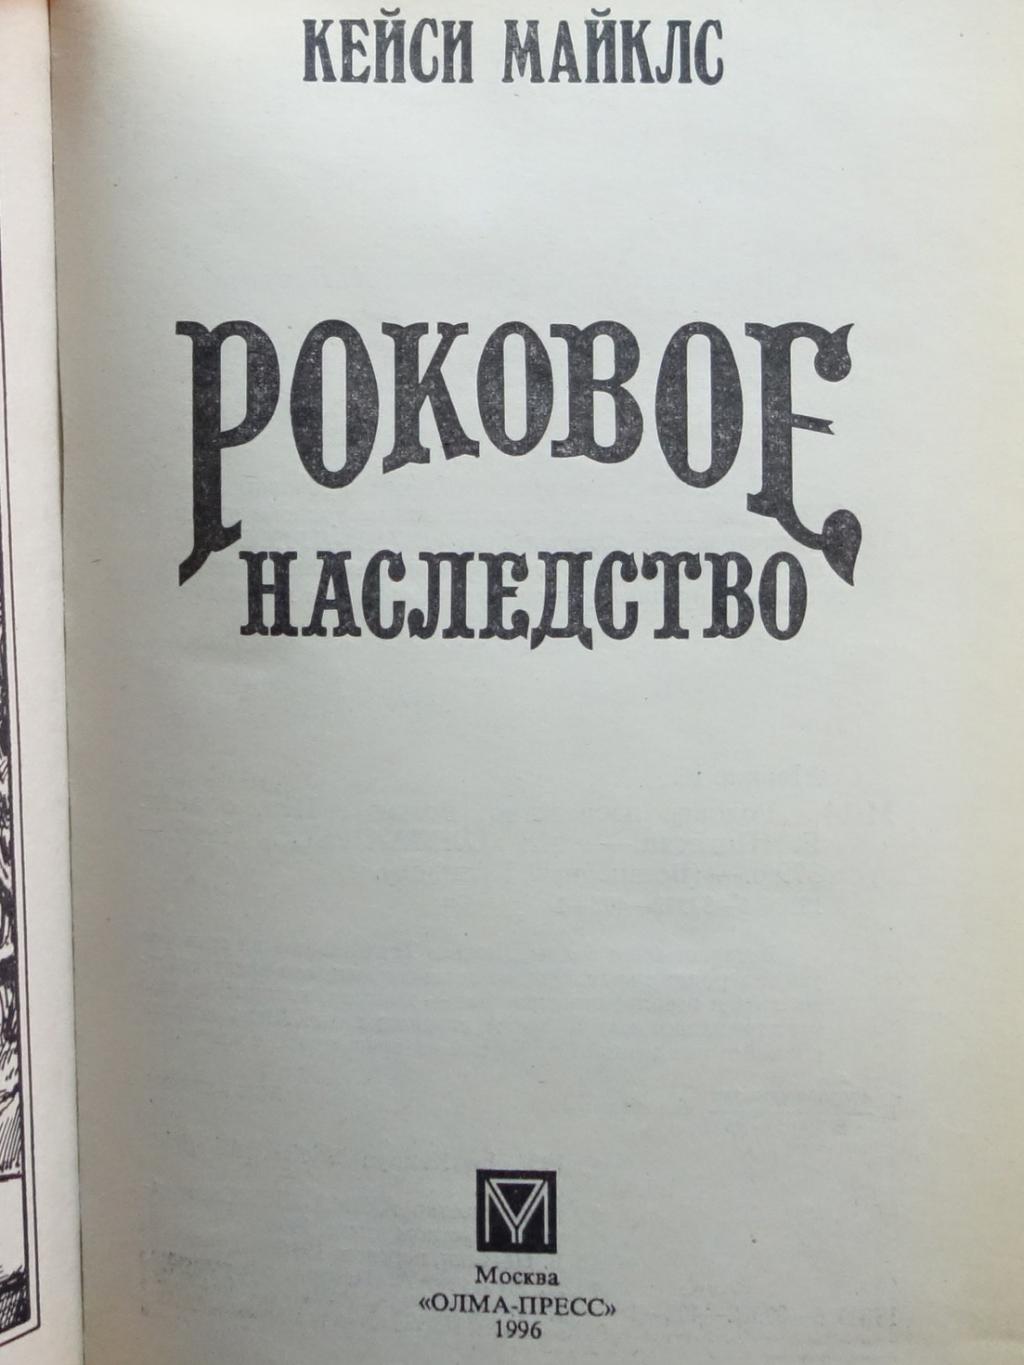 КЕЙСИ МАЙКЛС
РОКОВОЕ
НАСЛЕДСТВО
Москва
«ОЛМА-ПРЕСС»
1996